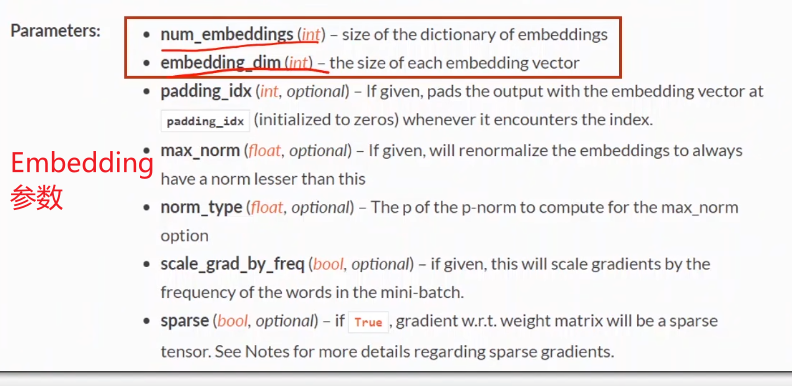 Parameters:
• num_embeddings (int) – size of the dictionary of embeddings
• embedding_dim (int) – the size of each embedding vector
• padding_idx (int, optional) – If given, pads the output with the embedding vector at
padding_idx (initialized to zeros) whenever it encounters the index.
• max_norm (float, optional) – If given, will renormalize the embeddings to always
have a norm lesser than this
• norm_type (float, optional) – The p of the p-norm to compute for the max_norm
option
• scale_grad_by_freq (bool, optional) – if given, this will scale gradients by the
frequency of the words in the mini-batch.
• sparse (bool, optional) – if True, gradient w.r.t. weight matrix will be a sparse
tensor. See Notes for more details regarding sparse gradients.
Embedding
参数